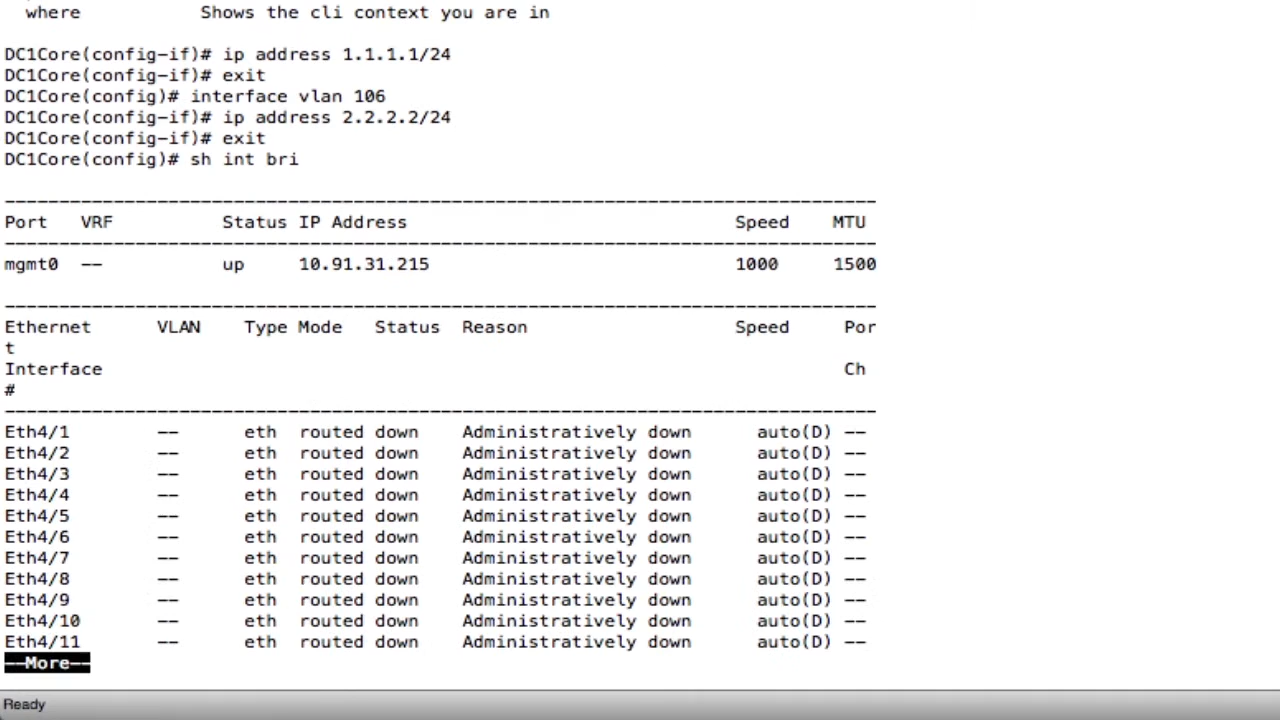 where           Shows the cli context you are in
DC1Core(config-if)# ip address 1.1.1.1/24
DC1Core(config-if)# exit
DC1Core(config)# interface vlan 106
DC1Core(config-if)# ip address 2.2.2.2/24
DC1Core(config-if)# exit
DC1Core(config)# sh int bri
--------------------------------------------------------------------------------
Port   VRF          Status IP Address                              Speed    MTU
--------------------------------------------------------------------------------
mgmt0  --           up     10.91.31.215                            1000     1500
--------------------------------------------------------------------------------
Ethernet      VLAN    Type Mode   Status  Reason                   Speed     Por
t
Interface                                                                    Ch
#
--------------------------------------------------------------------------------
Eth4/1        --      eth  routed down    Administratively down      auto(D) --
Eth4/2        --      eth  routed down    Administratively down      auto(D) --
Eth4/3        --      eth  routed down    Administratively down      auto(D) --
Eth4/4        --      eth  routed down    Administratively down      auto(D) --
Eth4/5        --      eth  routed down    Administratively down      auto(D) --
Eth4/6        --      eth  routed down    Administratively down      auto(D) --
Eth4/7        --      eth  routed down    Administratively down      auto(D) --
Eth4/8        --      eth  routed down    Administratively down      auto(D) --
Eth4/9        --      eth  routed down    Administratively down      auto(D) --
Eth4/10       --      eth  routed down    Administratively down      auto(D) --
Eth4/11       --      eth  routed down    Administratively down      auto(D) --
--More--
Ready